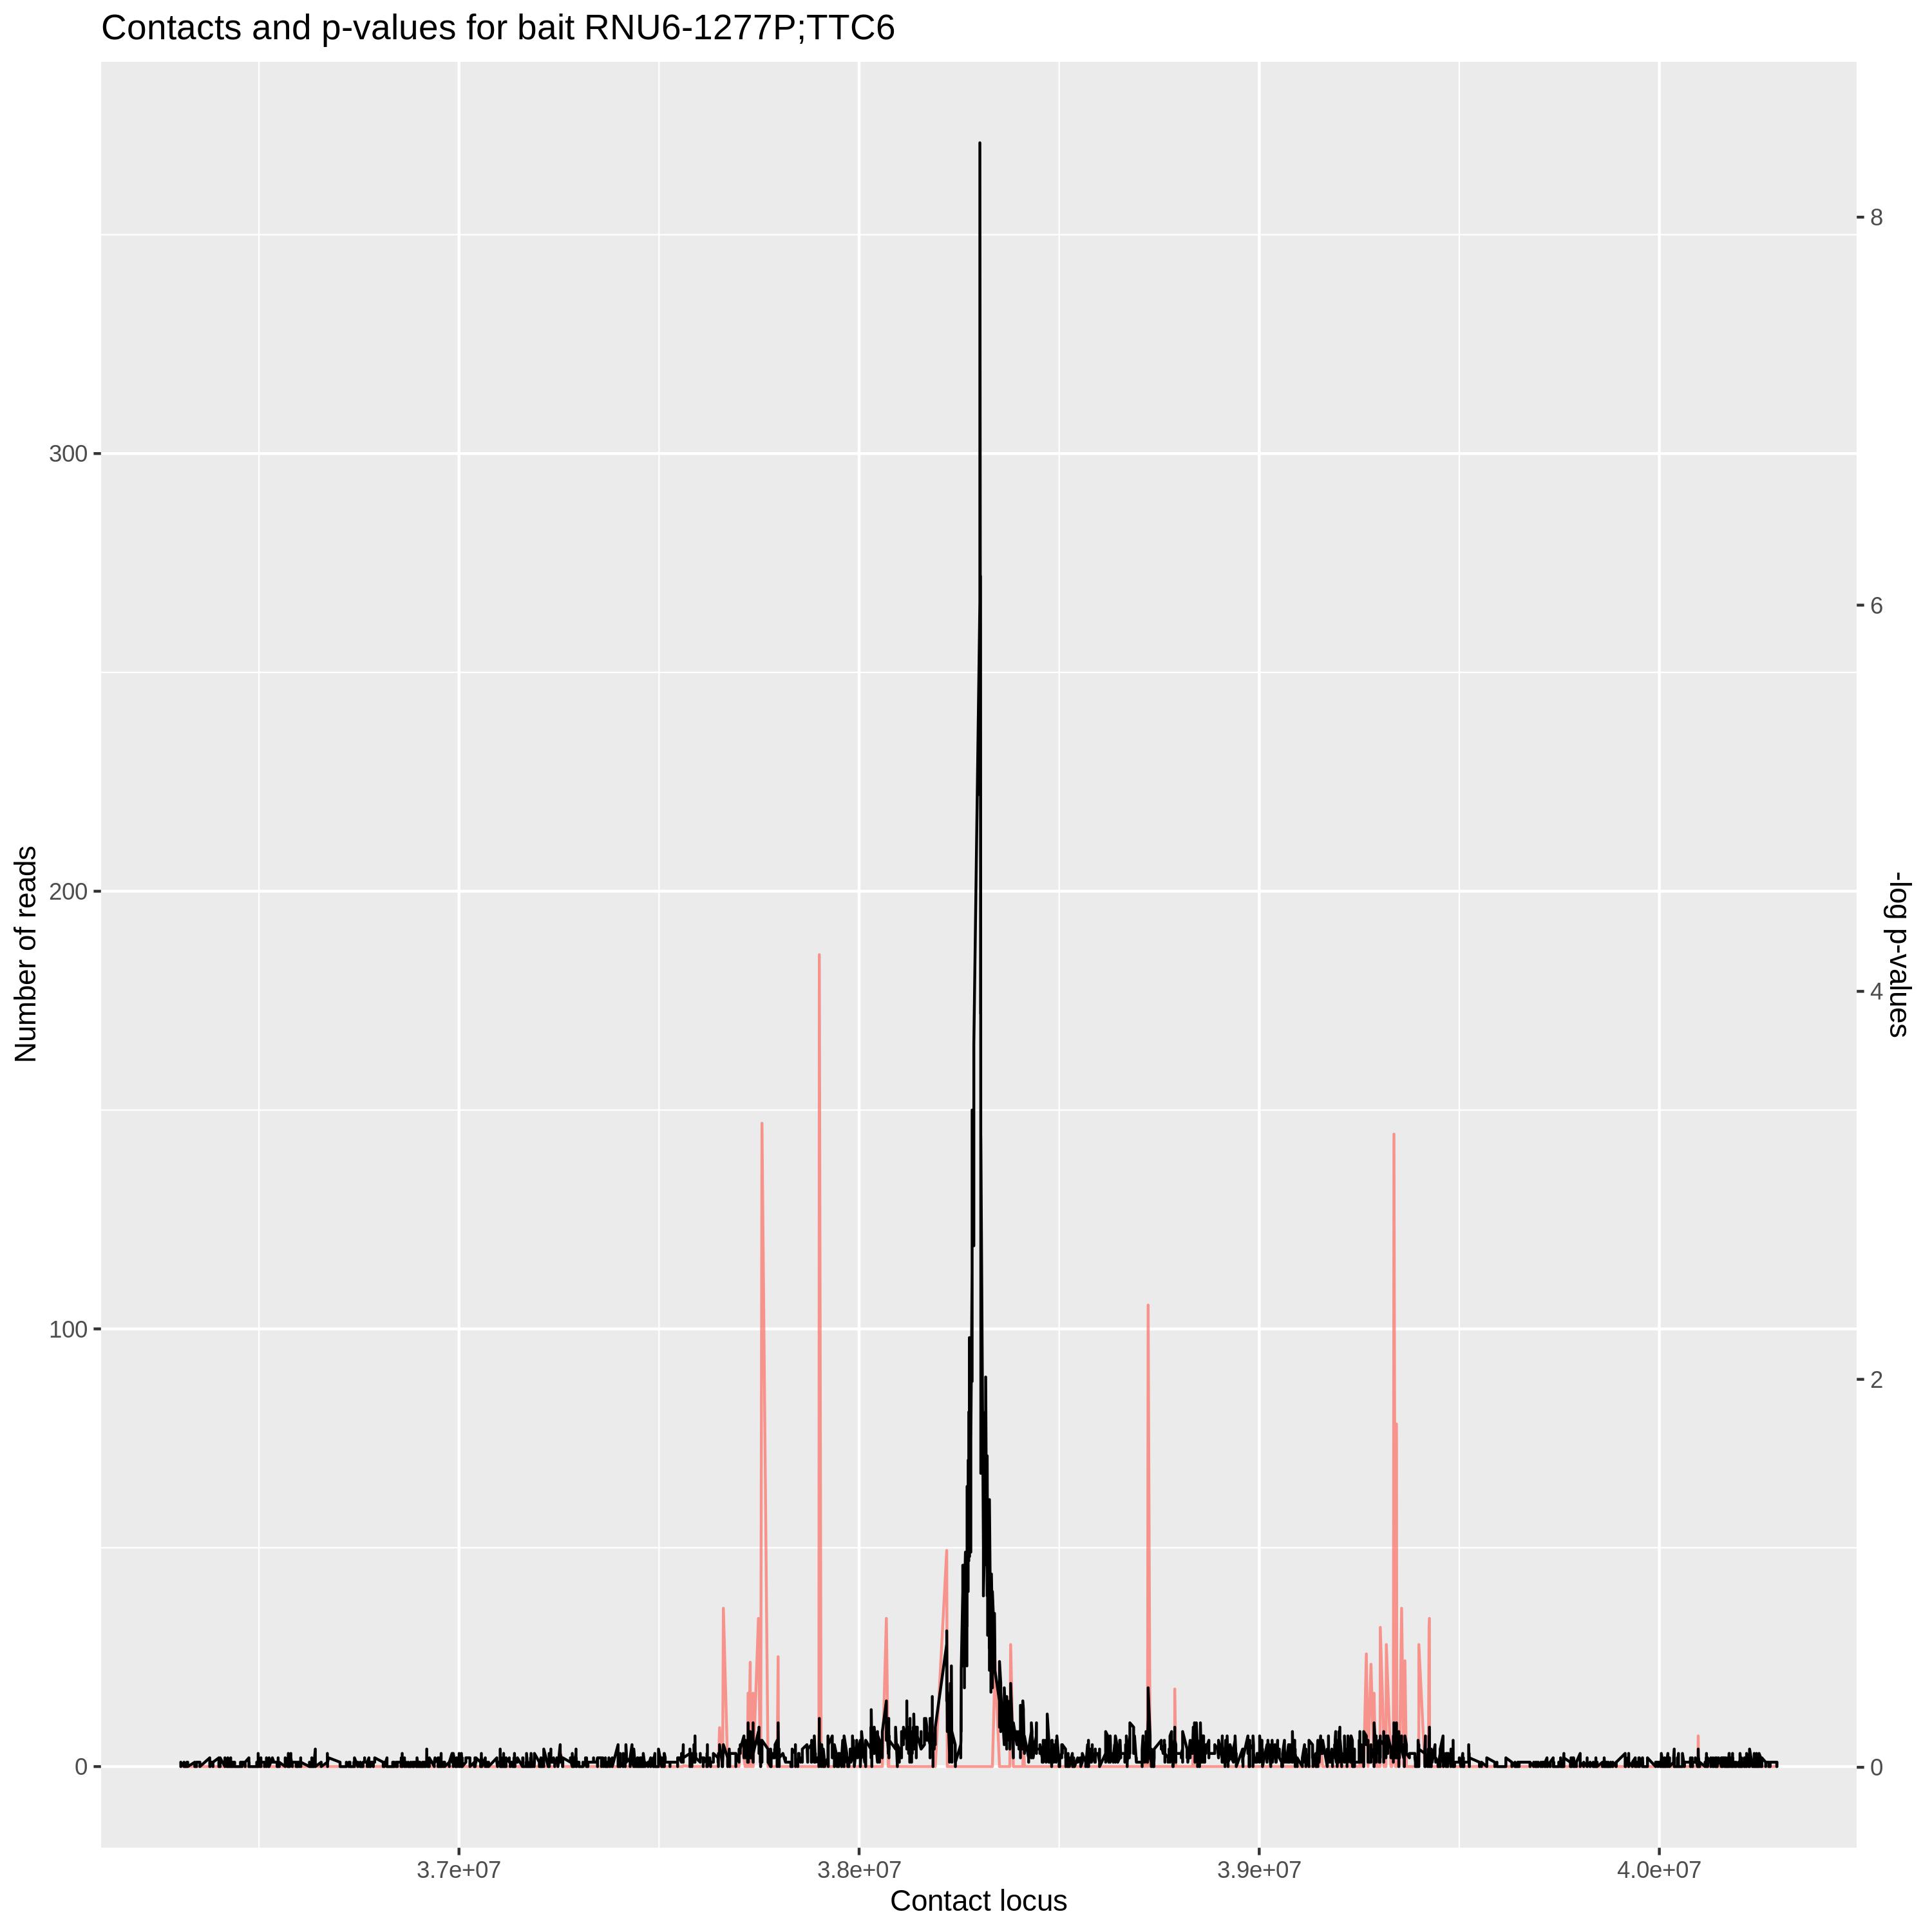 Contacts and p-values for bait RNU6-1277P;TTC6
Number of reads
300
200
100
0
8
6
4
2
0
-log p-values
3.7e+07
3.8e+07
3.9e+07
4.0e+07
Contact locus